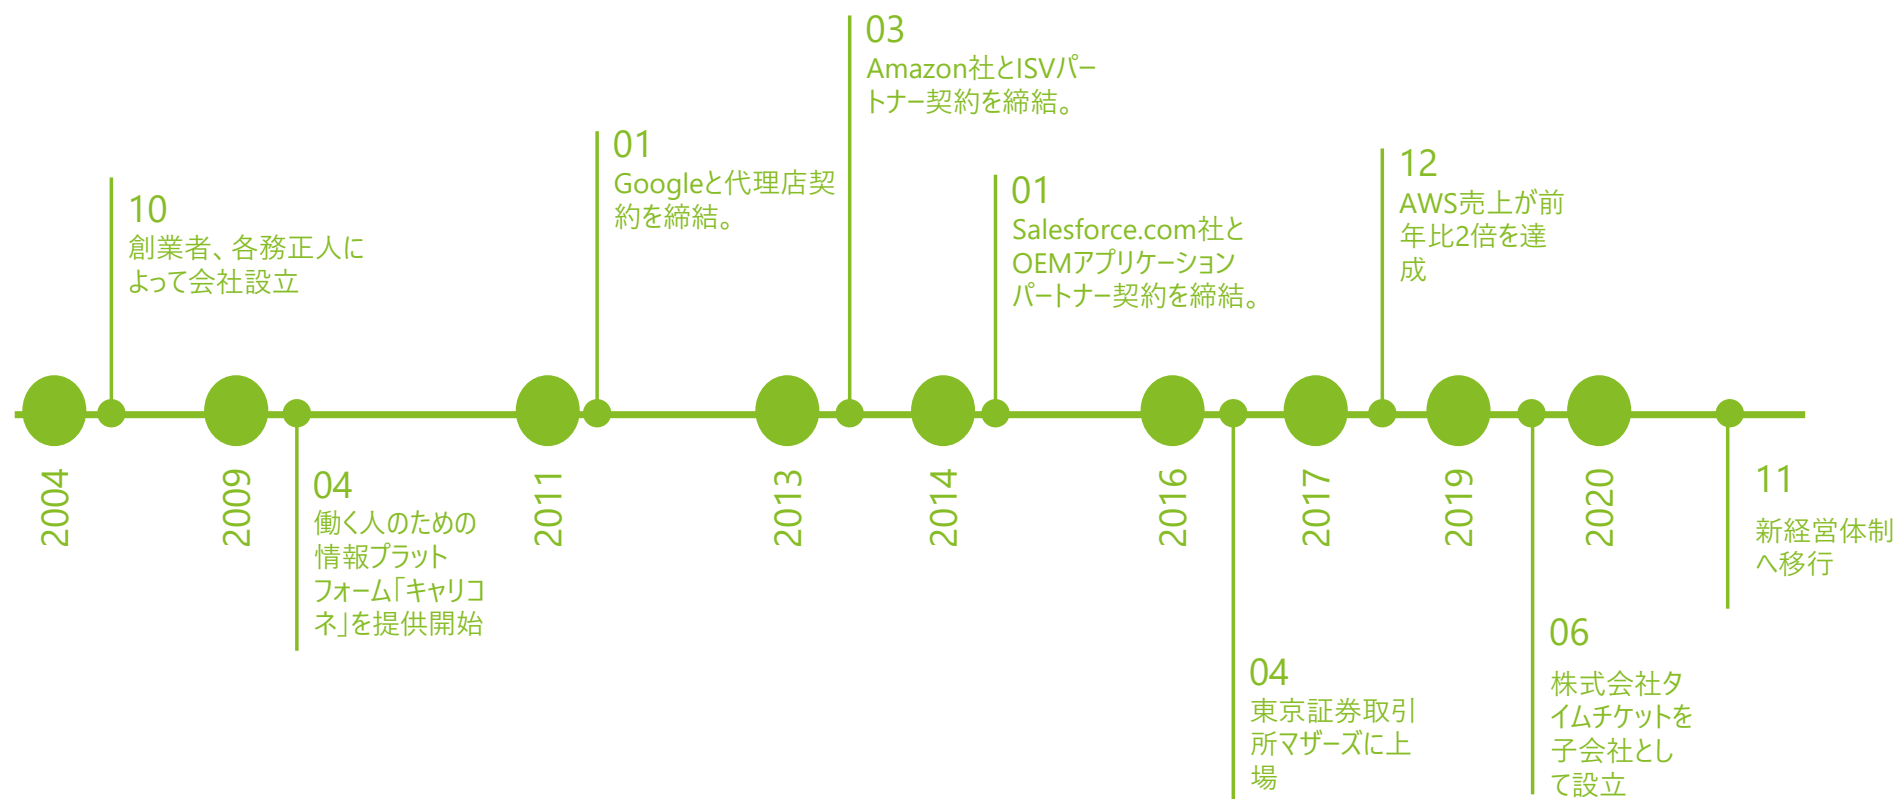 2004
10
創業者、各務正人に
よって会社設立
2009
04
働く人のための
情報プラット
フォーム「キャリコ
ネ」を提供開始
2011
01
Googleと代理店契
約を締結。
2013
03
Amazon社とISVパー
トナー契約を締結。
2014
01
Salesforce.com社と
OEMアプリケーション
パートナー契約を締結。
2016
04
東京証券取引
所マザーズに上
場
2017
12
AWS売上が前
年比2倍を達
成
2019
06
株式会社タ
イムチケットを
子会社とし
て設立
2020
11
新経営体制
へ移行